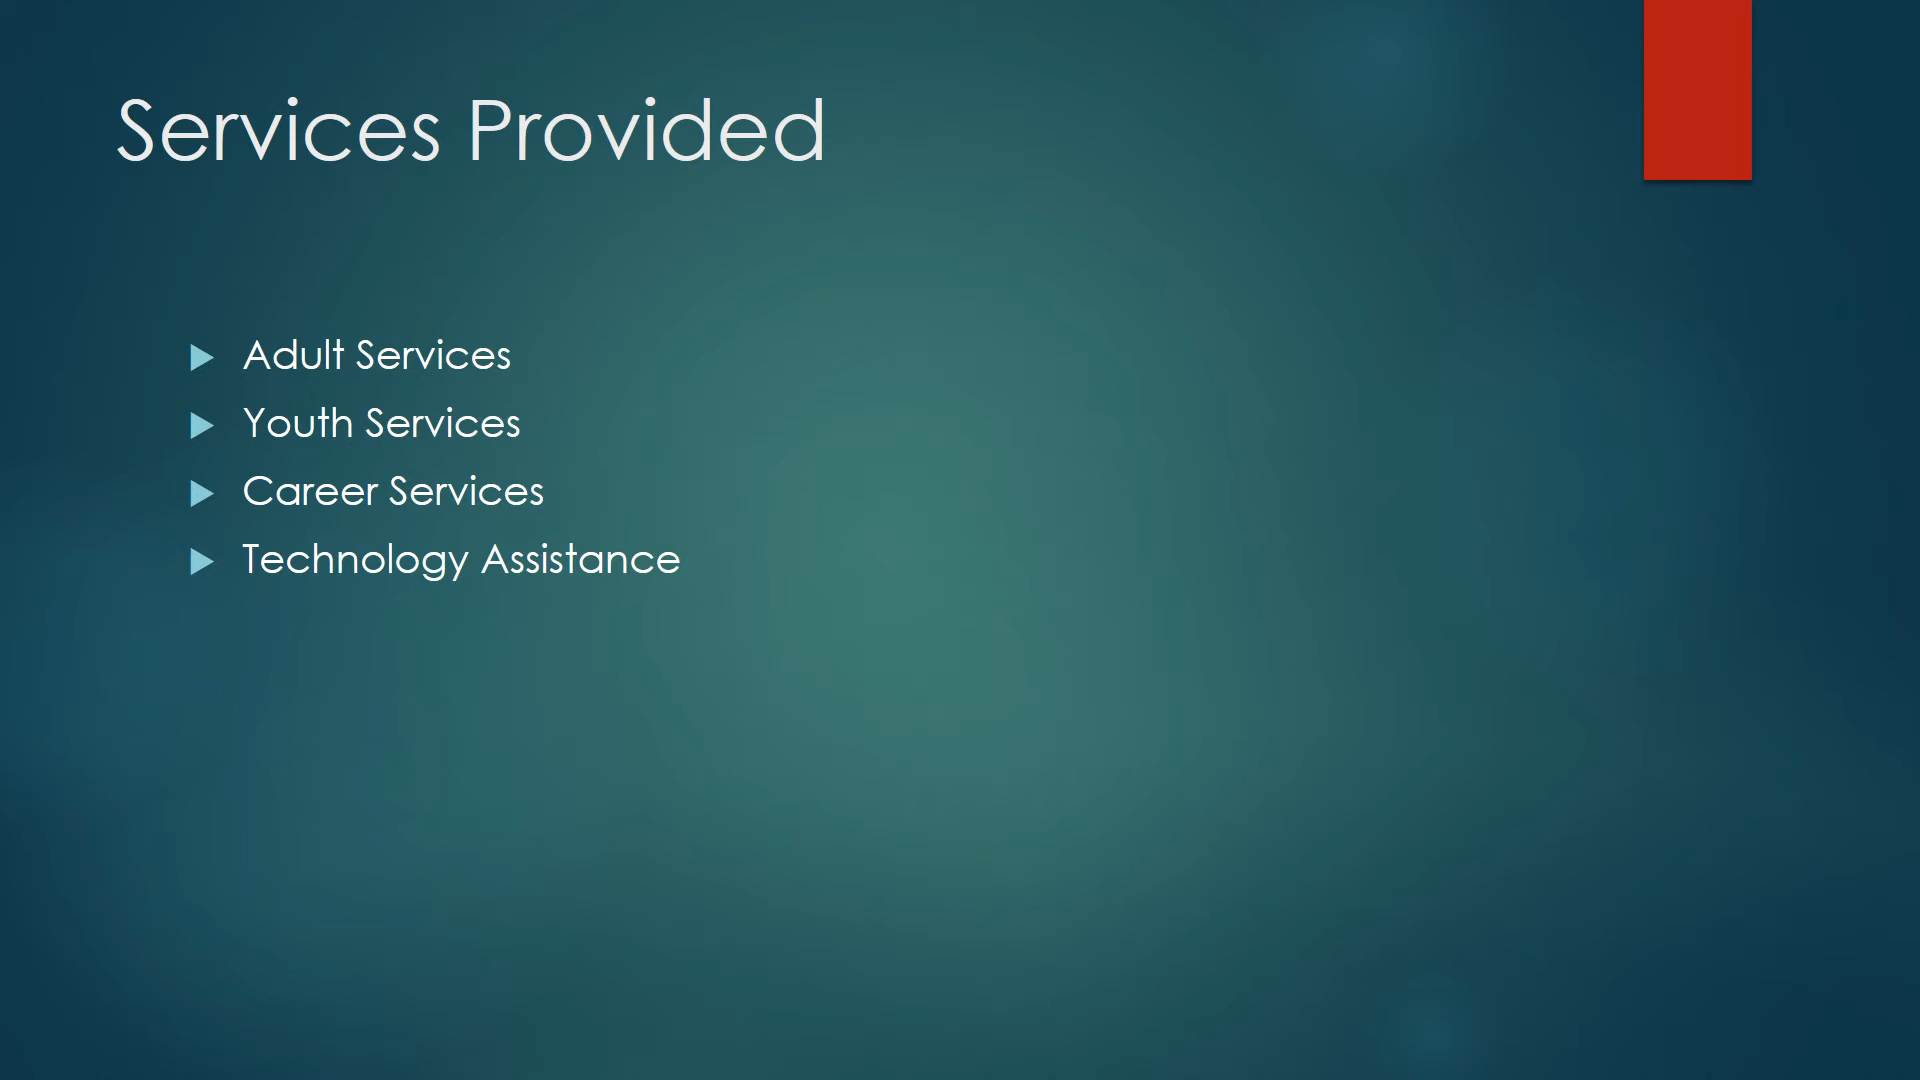 Services Provided
Adult Services
Youth Services
Career Services
Technology Assistance